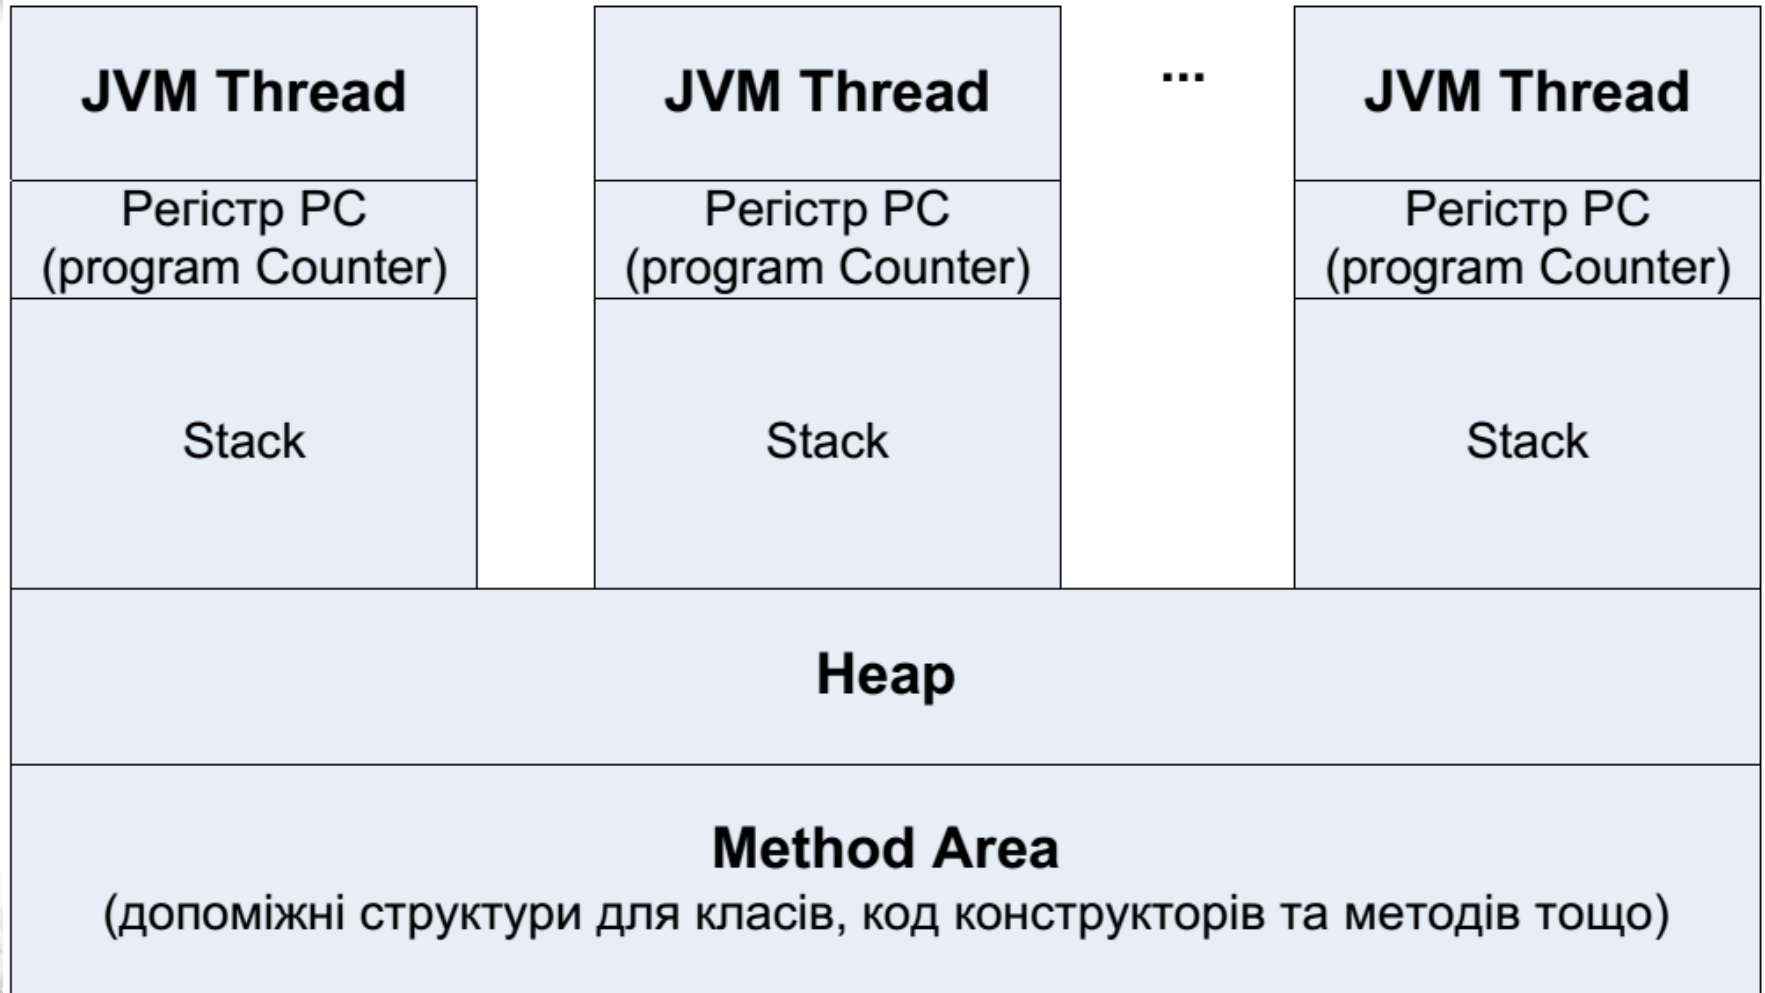 JVM Thread
Регістр PC
(program Counter)
Stack
JVM Thread
Регістр PC
(program Counter)
Stack
...
JVM Thread
Регістр PC
(program Counter)
Stack
Heap
Method Area
(допоміжні структури для класів, код конструкторів та методів тощо)